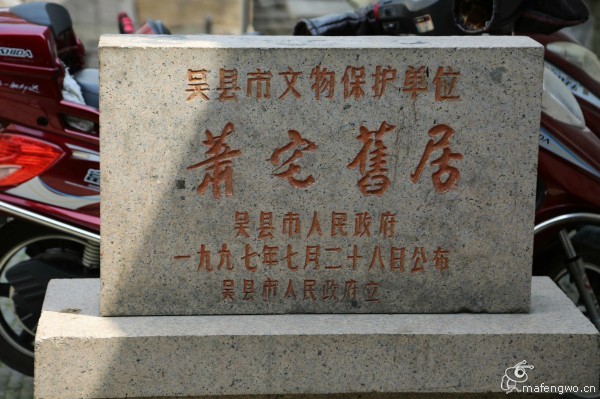 吴县市文物保护单位
萧宅舊居
吴县市人民政府
一九九七年七月二十八日公布
吴县市人民政府立
mafengwo.cn